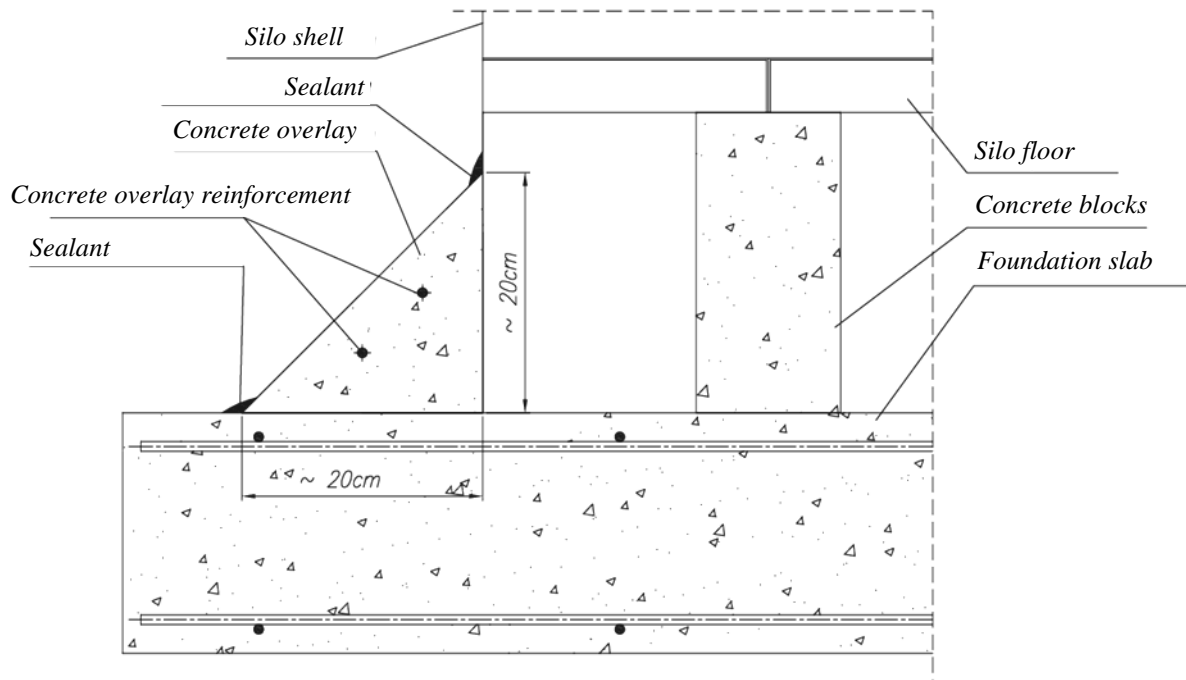 Silo shell
Sealant
Concrete overlay
Concrete overlay reinforcement
Sealant
Silo floor
Concrete blocks
Foundation slab
~ 20cm
~ 20cm